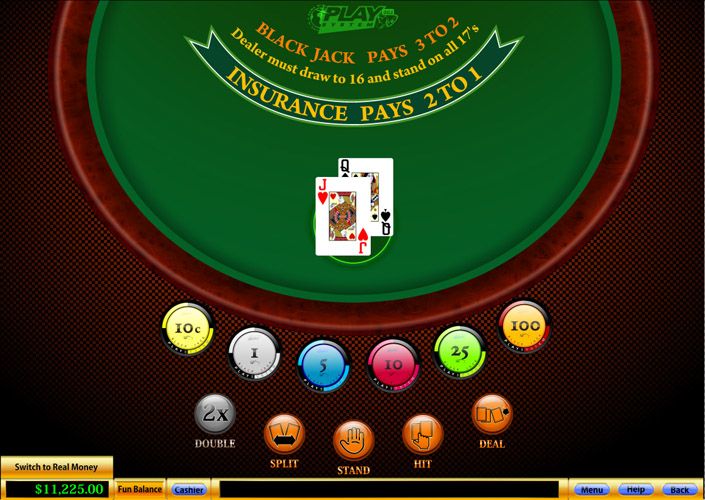 PLAY
SYSTEM
BLACK JACK PAYS 3 TO 2
Dealer must draw to 16 and stand on all 17's
INSURANCE PAYS 2 TO 1
Q
J
Q
J
10c
1
5
10
25
100
2x
DOUBLE
SPLIT
STAND
HIT
DEAL
Switch to Real Money
$11,225.00
Fun Balance
Cashier
Menu
Help
Back